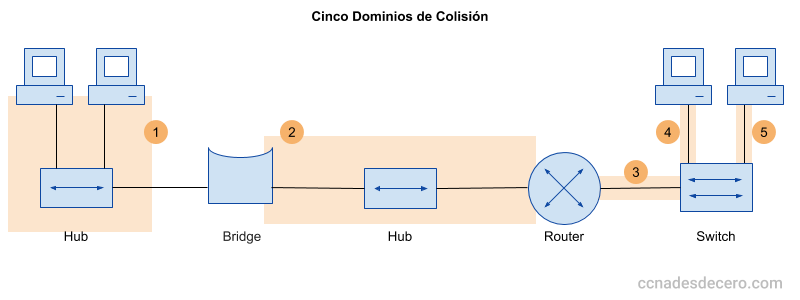 Cinco Dominios de Colisión
1
2
3
4
5
Hub
Bridge
Hub
Router
Switch
ccnadesdecero.com